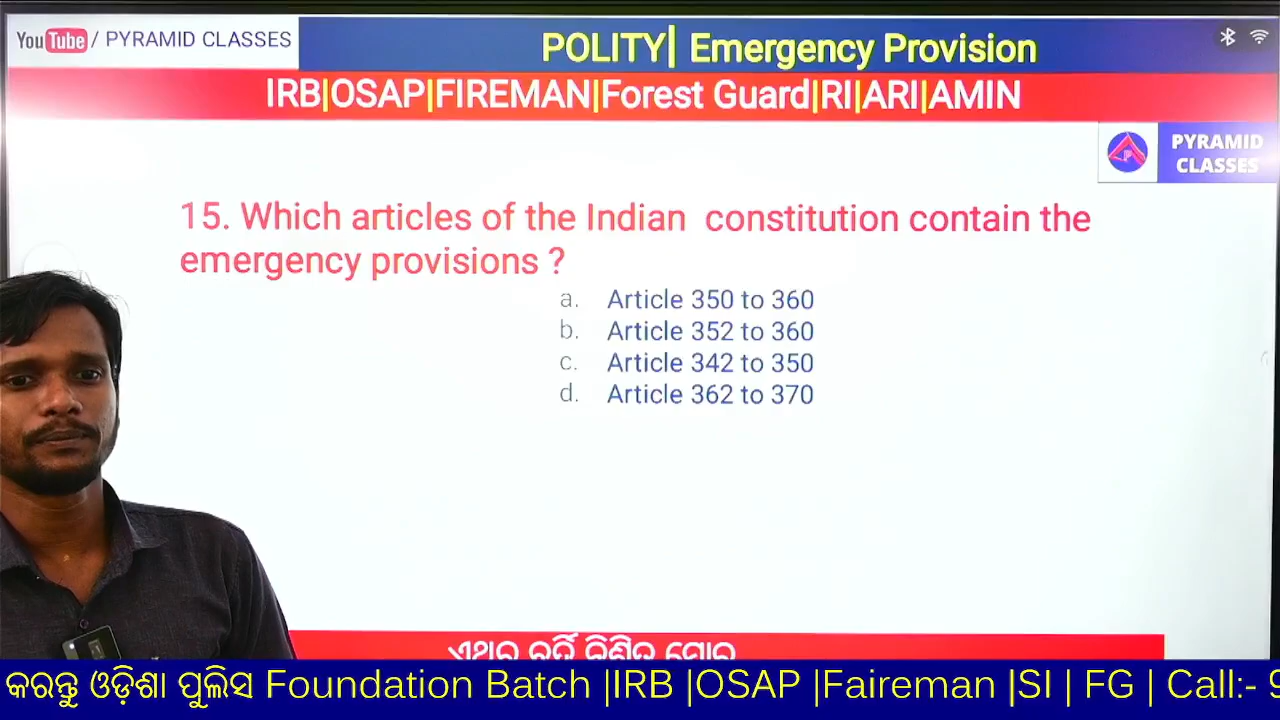 YouTube / PYRAMID CLASSES
POLITY| Emergency Provision
IRB|OSAP|FIREMAN|Forest Guard|RI|ARI|AMIN
PYRAMID
CLASSES
15. Which articles of the Indian constitution contain the
emergency provisions ?
a. Article 350 to 360
b. Article 352 to 360
c. Article 342 to 350
d. Article 362 to 370
କରନ୍ତୁ ଓଡ଼ିଶା ପୁଲିସ Foundation Batch |IRB |OSAP |Faireman |SI | FG | Call:- 9